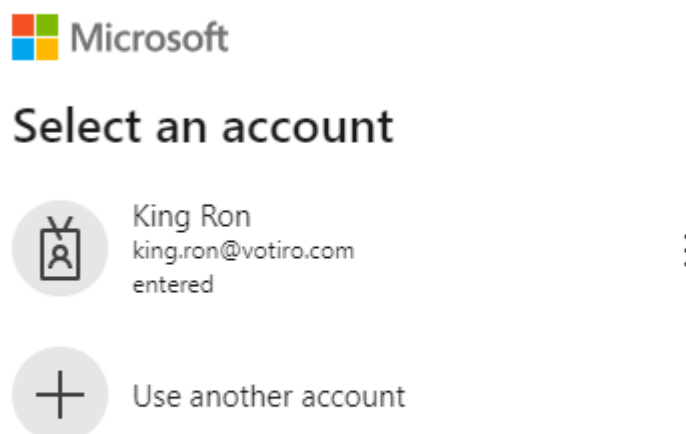 Microsoft
Select an account
King Ron
king.ron@votiro.com
entered
Use another account